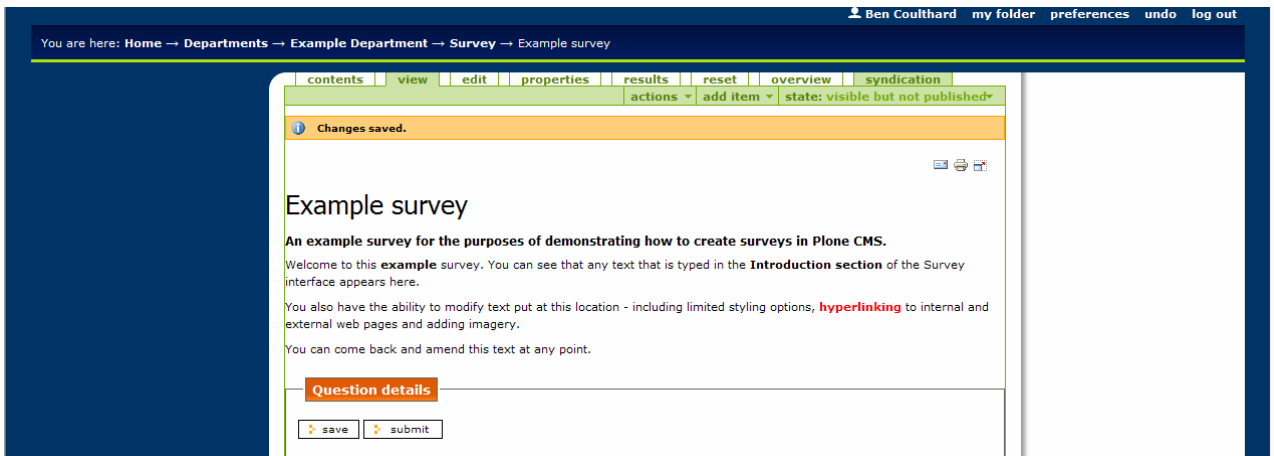 Ben Coulthard my folder preferences undo log out
You are here: Home → Departments → Example Department → Survey → Example survey
contents view edit properties results reset overview syndication
actions add item state: visible but not published
Changes saved.
Example survey
An example survey for the purposes of demonstrating how to create surveys in Plone CMS.
Welcome to this example survey. You can see that any text that is typed in the Introduction section of the Survey
interface appears here.
You also have the ability to modify text put at this location - including limited styling options, hyperlinking to internal and
external web pages and adding imagery.
You can come back and amend this text at any point.
Question details
save submit